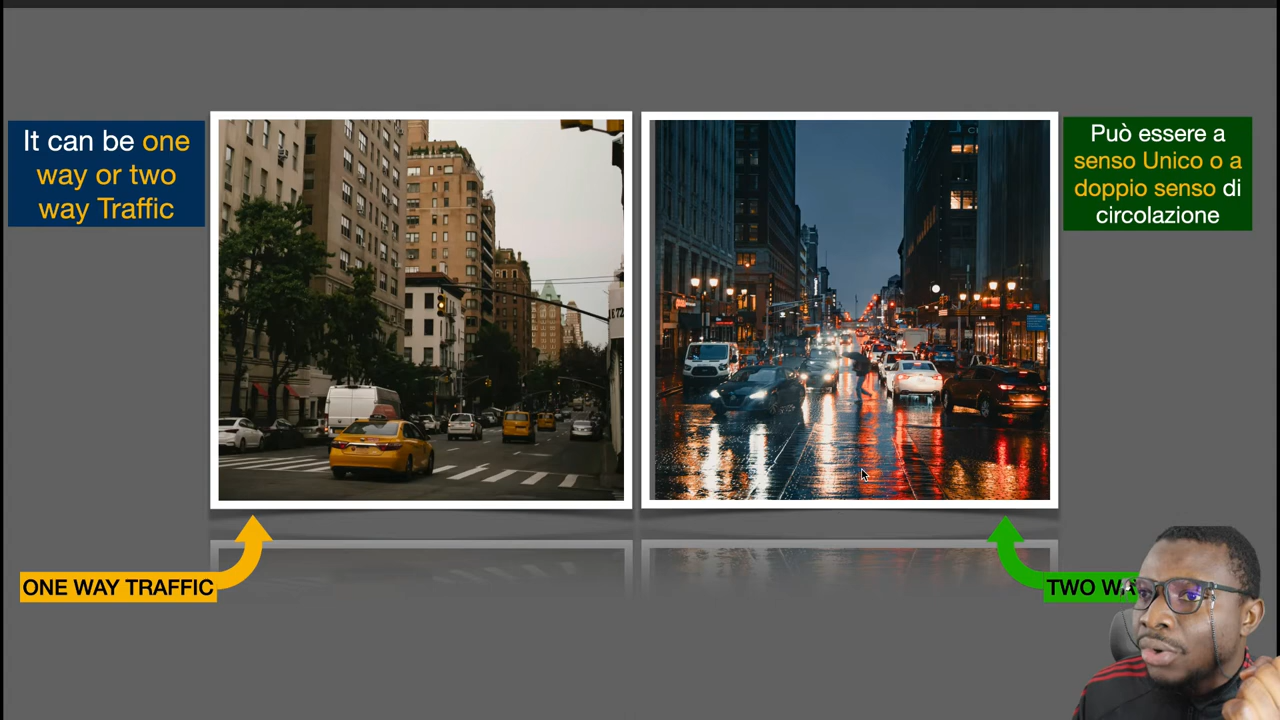 It can be one
way or two
way Traffic
Può essere a
senso Unico o a
doppio senso di
circolazione
ONE WAY TRAFFIC
TWO